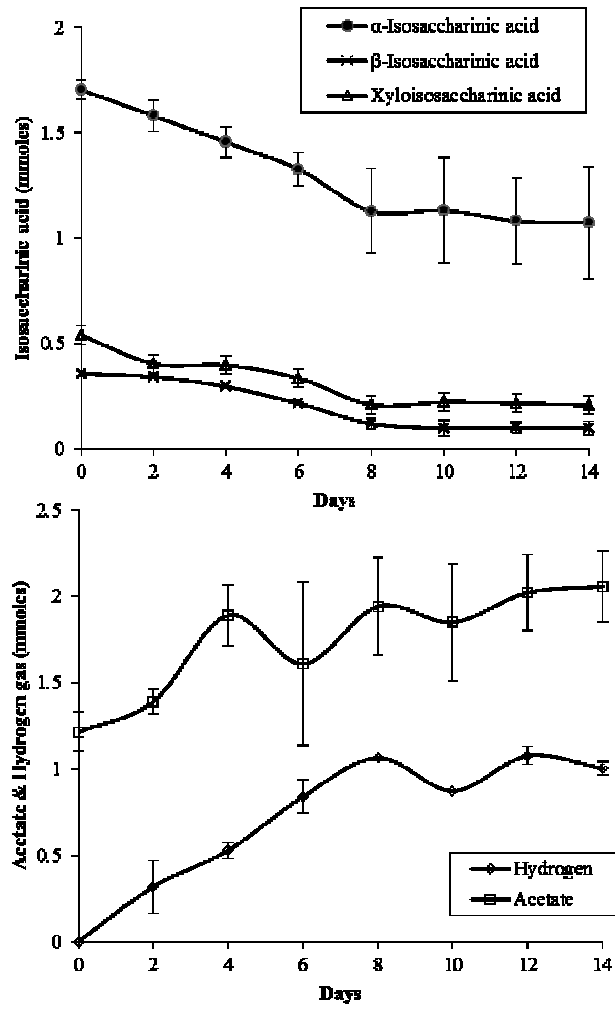 2
α-Isosaccharinic acid
β-Isosaccharinic acid
Xyloisosaccharinic acid
1.5
1
0.5
0
Isosaccharinic acid (mmoles)
0 2 4 6 8 10 12 14
Days
2.5
2
1.5
1
0.5
0
Acetate & Hydrogen gas (mmoles)
Hydrogen
Acetate
0 2 4 6 8 10 12 14
Days